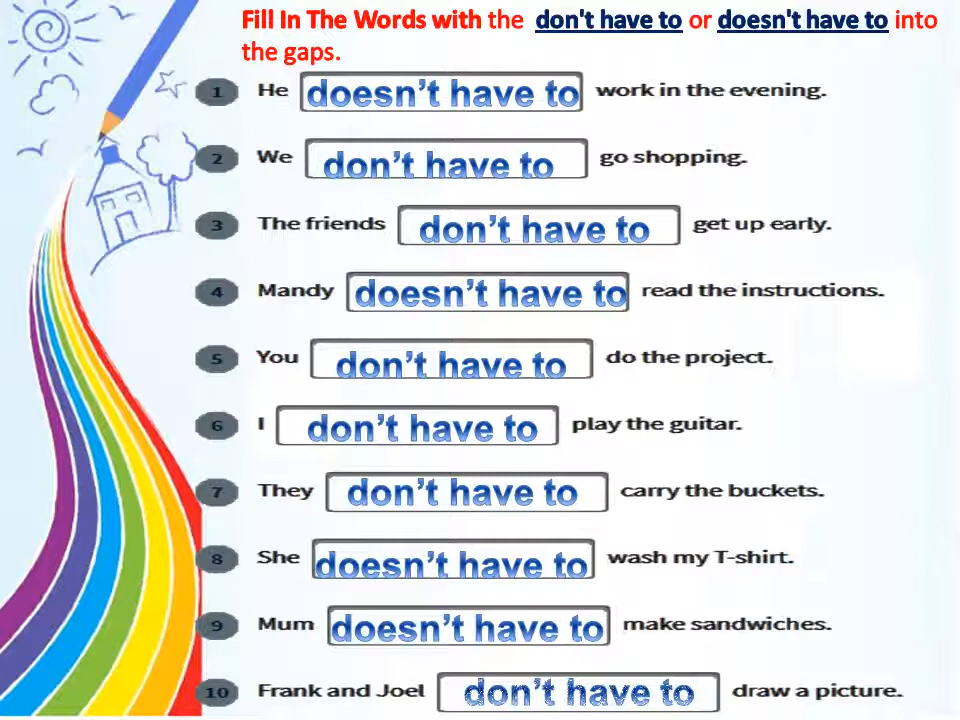 Fill In The Words with the don't have to or doesn't have to into
the gaps.
1 He doesn't have to work in the evening.
2 We don't have to go shopping.
3 The friends don't have to get up early.
4 Mandy doesn't have to read the instructions.
5 You don't have to do the project.
6 I don't have to play the guitar.
7 They don't have to carry the buckets.
8 She doesn't have to wash my T-shirt.
9 Mum doesn't have to make sandwiches.
10 Frank and Joel don't have to draw a picture.